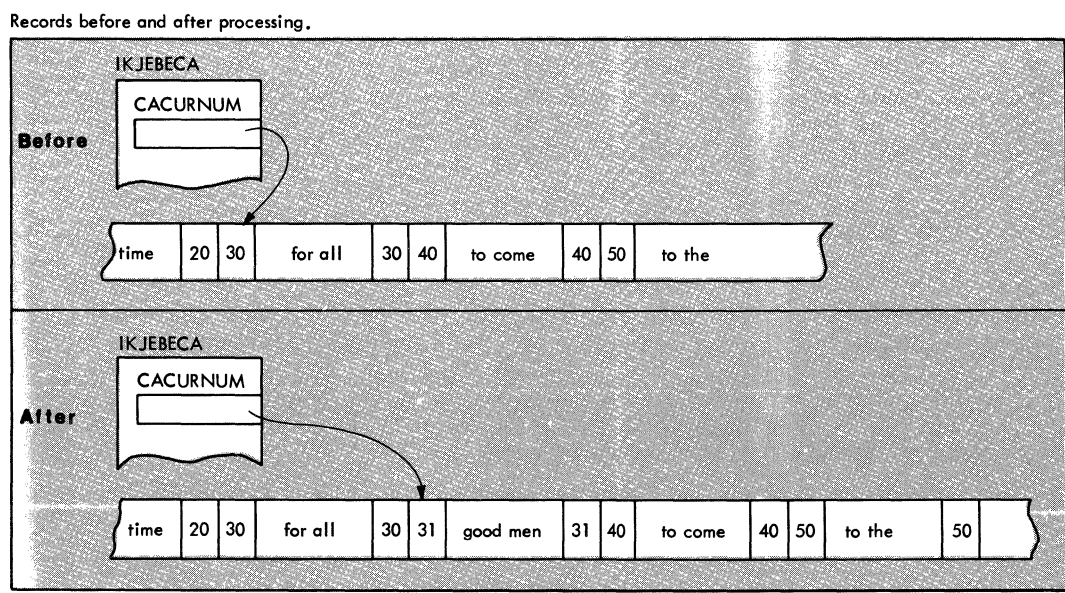 Records before and after processing.
IKJEBECA
CACURNUM
Before
time 20 30 for all 30 40 to come 40 50 to the
IKJEBECA
CACURNUM
After
time 20 30 for all 30 31 good men 31 40 to come 40 50 to the 50